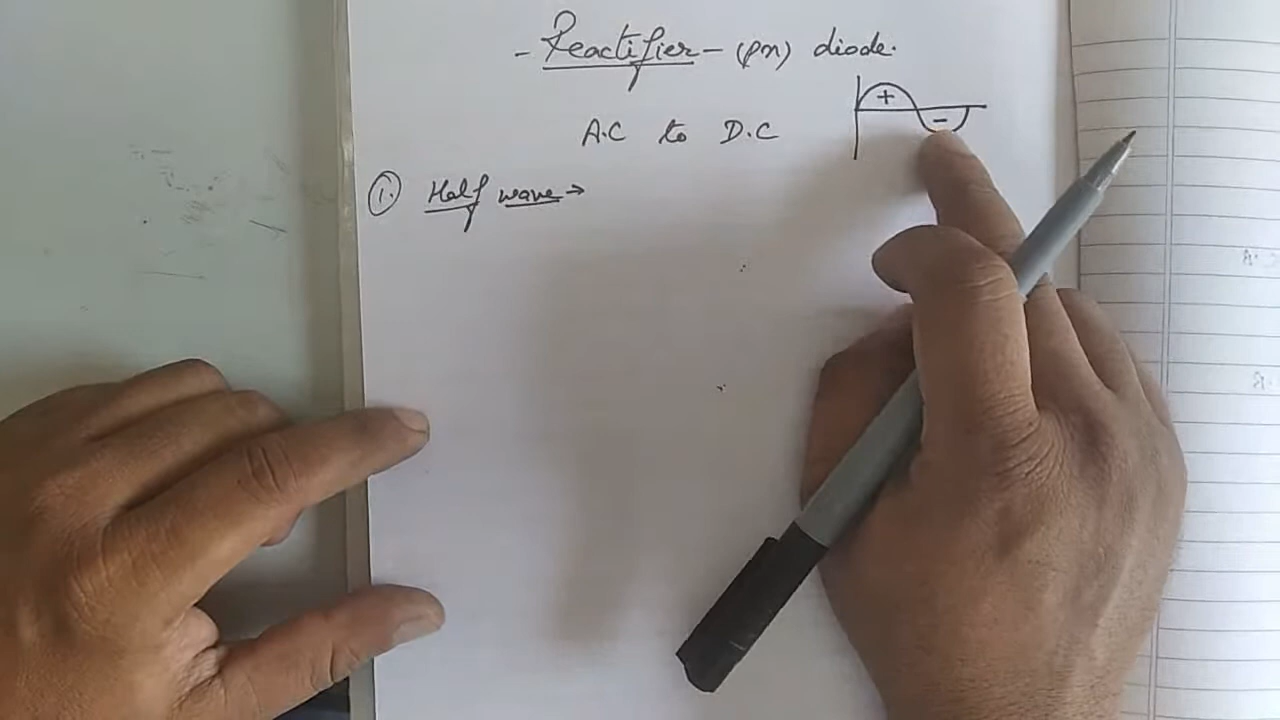 - Reactifier - (pn) diode.
+
-
A.C to D.C
1. Half wave →